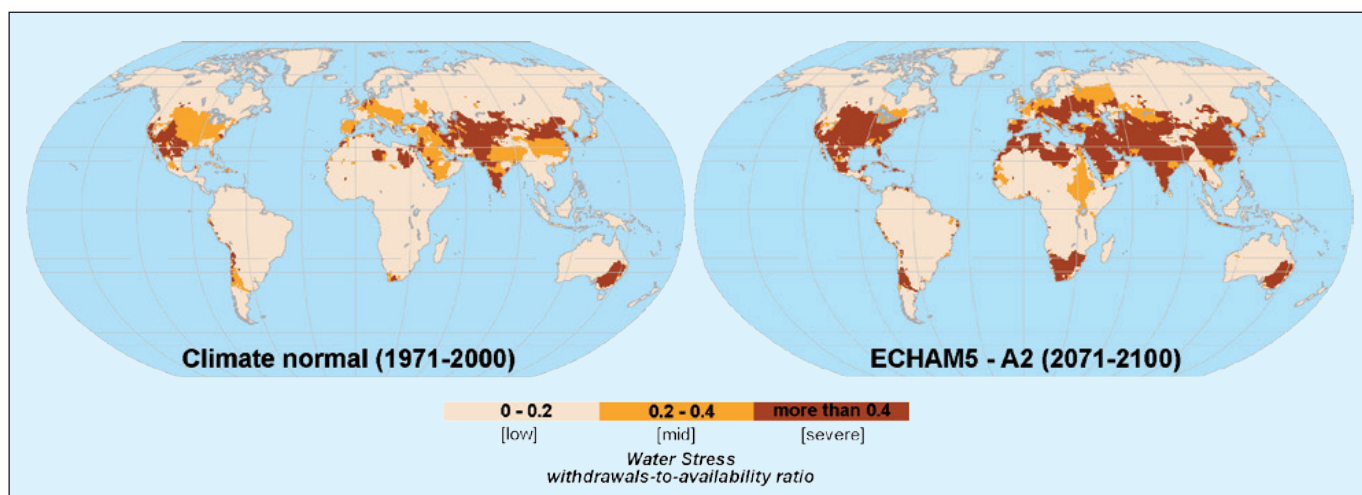 Climate normal (1971-2000)
ECHAM5 - A2 (2071-2100)
0 - 0.2
0.2 - 0.4
more than 0.4
[low]
[mid]
[severe]
Water Stress
withdrawals-to-availability ratio